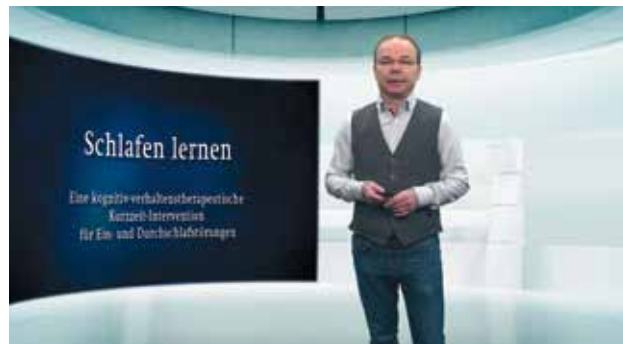 Schlafen lernen
Eine kognitiv-verhaltenstherapeutische
Kurzzeit-Intervention
für Ein- und Durchschlafstörungen